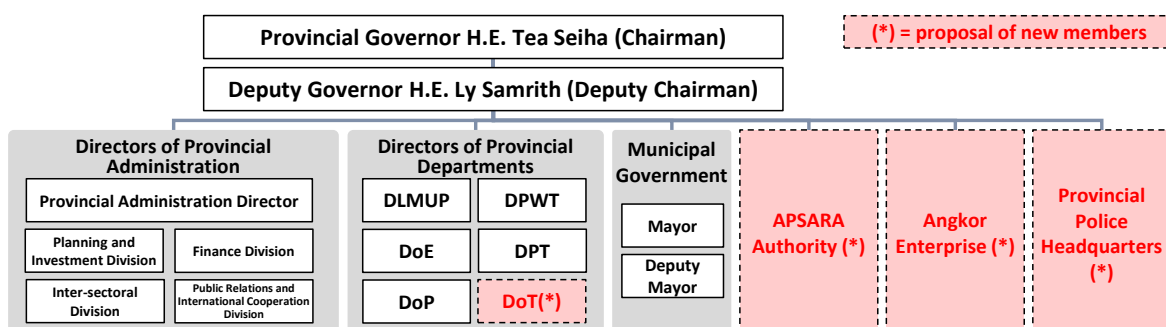 Provincial Governor H.E. Tea Seiha (Chairman)
(*) = proposal of new members
Deputy Governor H.E. Ly Samrith (Deputy Chairman)
Directors of Provincial
Administration
Provincial Administration Director
Planning and
Investment Division
Finance Division
Inter-sectoral
Division
Public Relations and
International Cooperation
Division
Directors of Provincial
Departments
DLMUP
DPWT
DoE
DPT
DoP
DoT(*)
Municipal
Government
Mayor
Deputy
Mayor
APSARA
Authority (*)
Angkor
Enterprise (*)
Provincial
Police
Headquarters
(*)